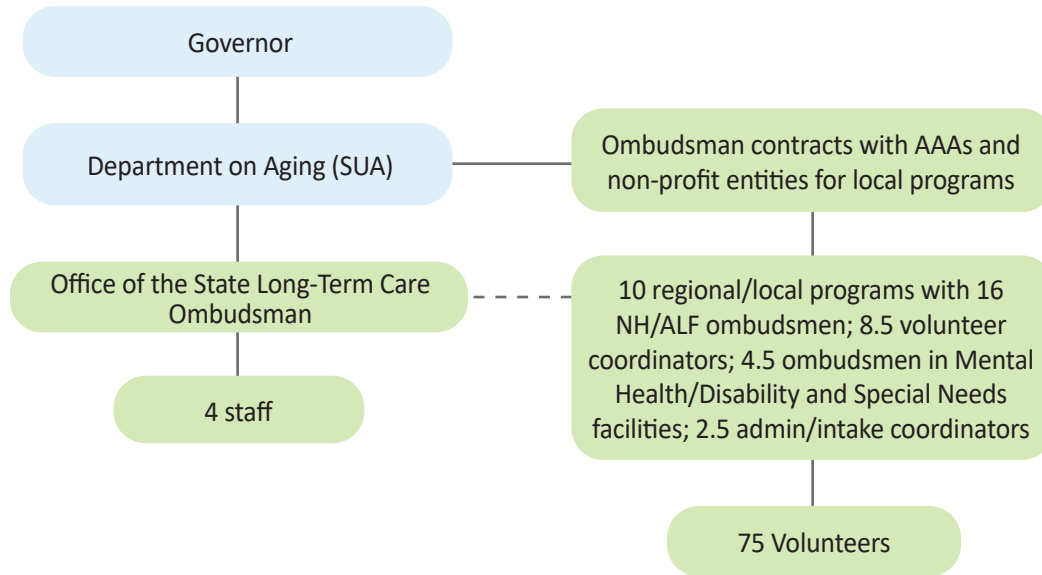 Governor
Department on Aging (SUA)
Ombudsman contracts with AAAs and
non-profit entities for local programs
Office of the State Long-Term Care
Ombudsman
10 regional/local programs with 16
NH/ALF ombudsmen; 8.5 volunteer
coordinators; 4.5 ombudsmen in Mental
Health/Disability and Special Needs
facilities; 2.5 admin/intake coordinators
4 staff
75 Volunteers